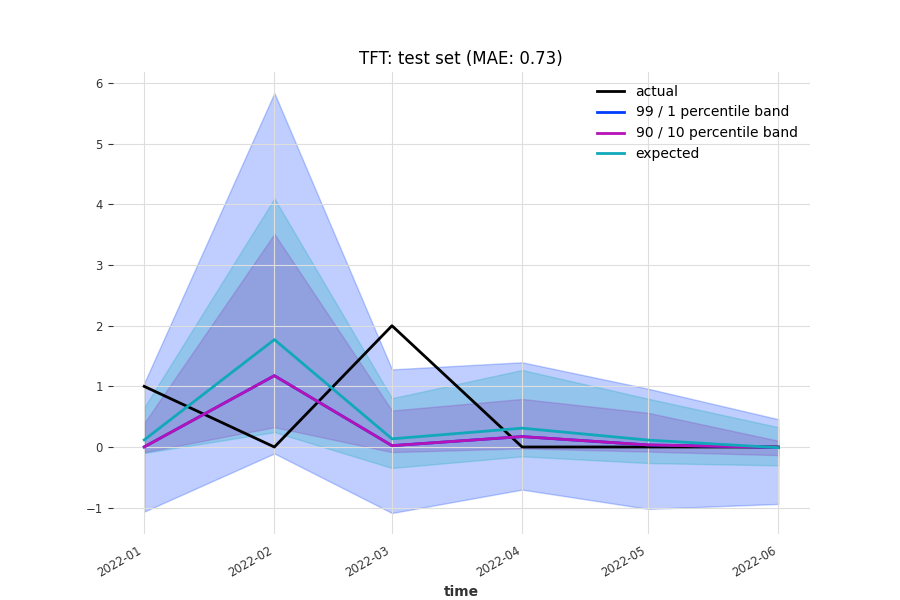 TFT: test set (MAE: 0.73)
actual
99 / 1 percentile band
90 / 10 percentile band
expected
6
5
4
3
2
1
0
−1
2022-01
2022-02
2022-03
2022-04
2022-05
2022-06
time